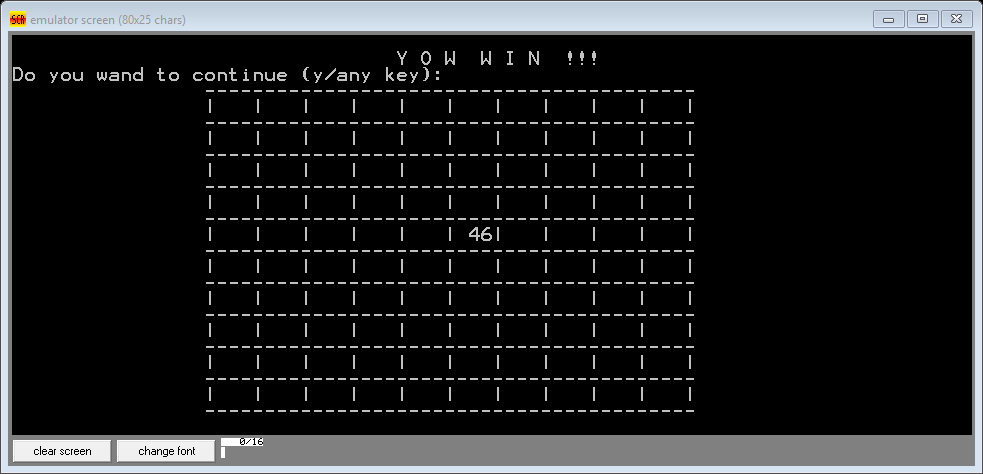 emulator screen (80x25 chars)
Y O W W I N !!!
Do you wand to continue (y/any key):
46
clear screen
change font
0/16